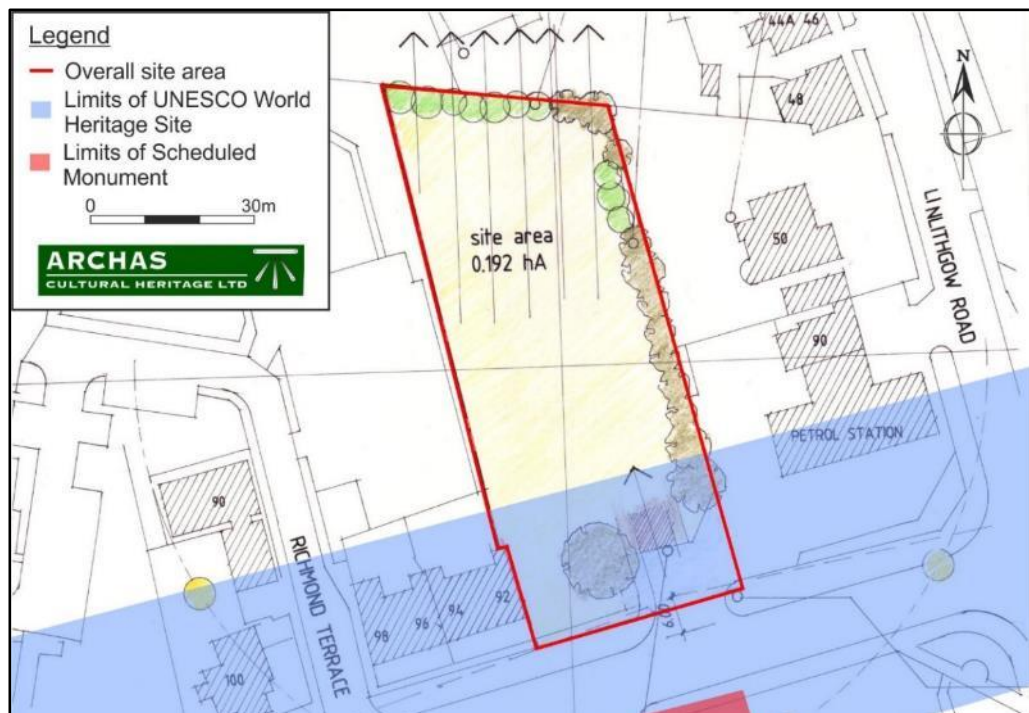 Legend
Overall site area
Limits of UNESCO World
Heritage Site
Limits of Scheduled
Monument
0 30m
ARCHAS
CULTURAL HERITAGE LTD
44A 46
48
N
site area
0.192 hA
50
LINLITHGOW ROAD
90
PETROL STATION
90
RICHMOND TERRACE
92
94
96
98
100